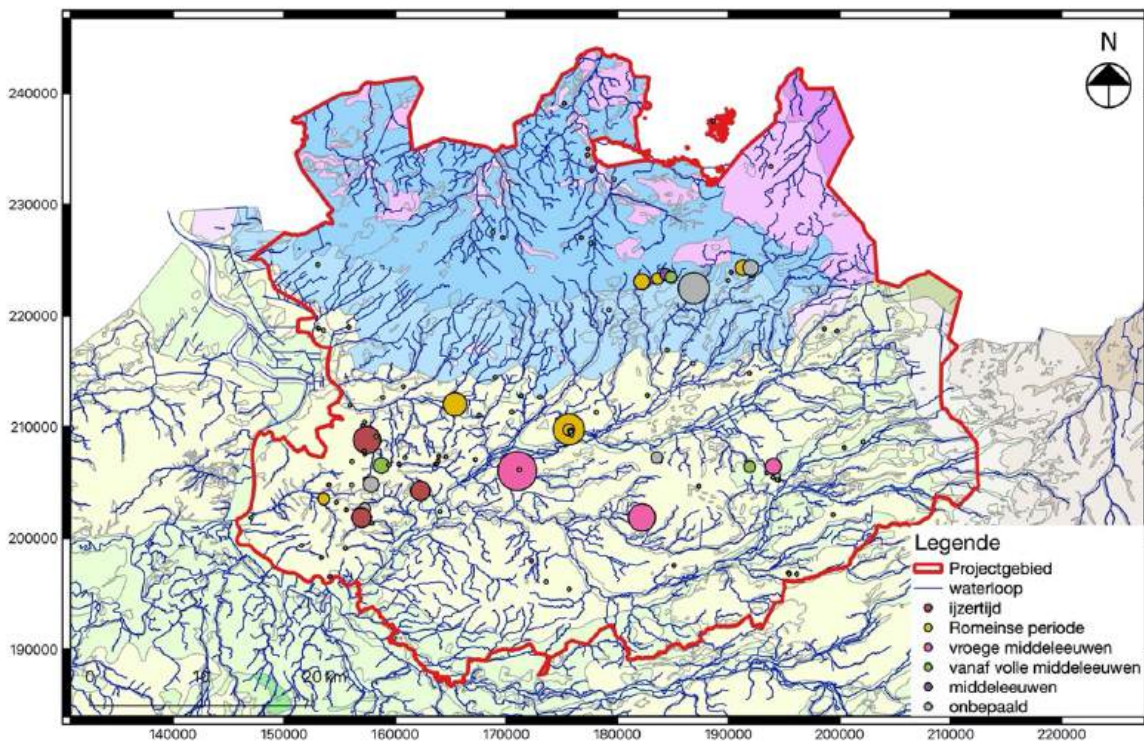 N
240000
230000
220000
210000
200000
190000
0 10 20 km
Legende
Projectgebied
waterloop
ijzertijd
Romeinse periode
vroege middeleeuwen
vanaf volle middeleeuwen
middeleeuwen
onbepaald
140000 150000 160000 170000 180000 190000 200000 210000 220000